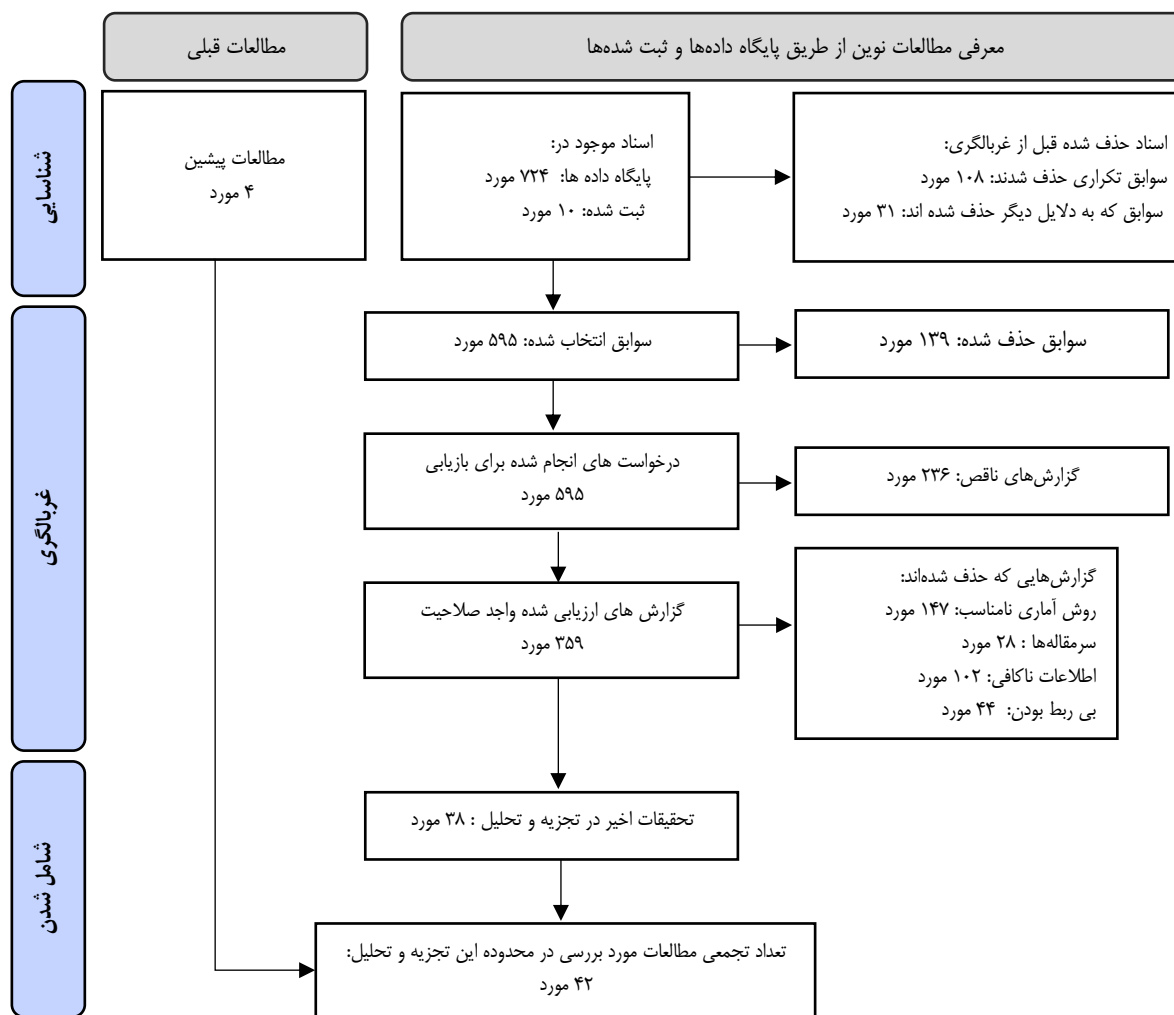 معرفی مطالعات نوین از طریق پایگاه داده‌ها و ثبت شده‌ها
مطالعات قبلی
شناسایی
اسناد حذف شده قبل از غربالگری:
سوابق تکراری حذف شدند: ۱۰۸ مورد
سوابق که به دلایل دیگر حذف شده اند: ۳۱ مورد
اسناد موجود در:
پایگاه داده ها: ۷۲۴ مورد
ثبت شده: ۱۰ مورد
مطالعات پیشین
۴ مورد
غربالگری
سوابق انتخاب شده: ۵۹۵ مورد
سوابق حذف شده: ۱۳۹ مورد
درخواست های انجام شده برای بازیابی
۵۹۵ مورد
گزارش‌های ناقص: ۲۳۶ مورد
گزارش های ارزیابی شده واجد صلاحیت
۳۵۹ مورد
گزارش‌هایی که حذف شده‌اند:
روش آماری نامناسب: ۱۴۷ مورد
سرمقاله‌ها : ۲۸ مورد
اطلاعات ناکافی: ۱۰۲ مورد
بی ربط بودن: ۴۴ مورد
شامل شدن
تحقیقات اخیر در تجزیه و تحلیل : ۳۸ مورد
تعداد تجمعی مطالعات مورد بررسی در محدوده این تجزیه و تحلیل:
۴۲ مورد